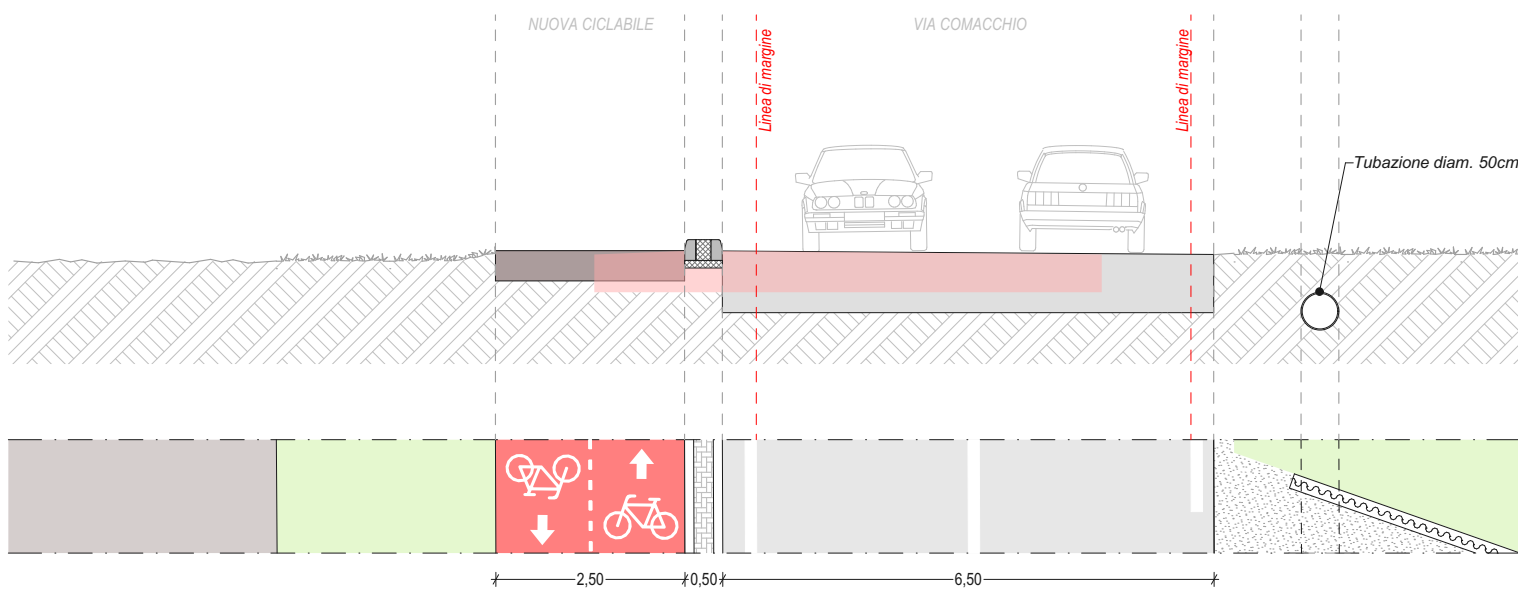 NUOVA CICLABILE
VIA COMACCHIO
Linea di margine
Linea di margine
Tubazione diam. 50cm
2,50
0,50
6,50